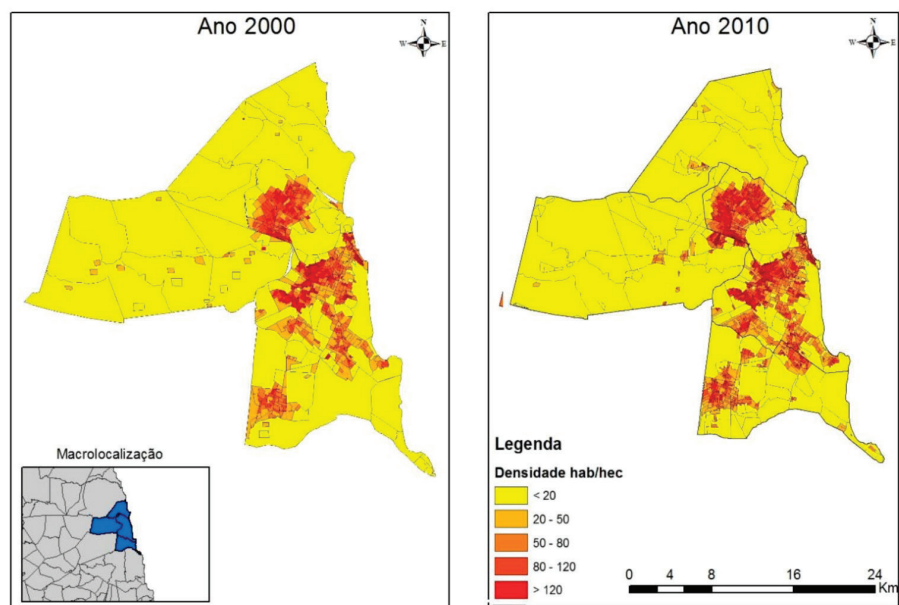 Ano 2000
N
W E
S
Macrolocalização
Ano 2010
N
W E
S
Legenda
Densidade hab/hec
< 20
20 - 50
50 - 80
80 - 120
> 120
0 4 8 16 24
Km